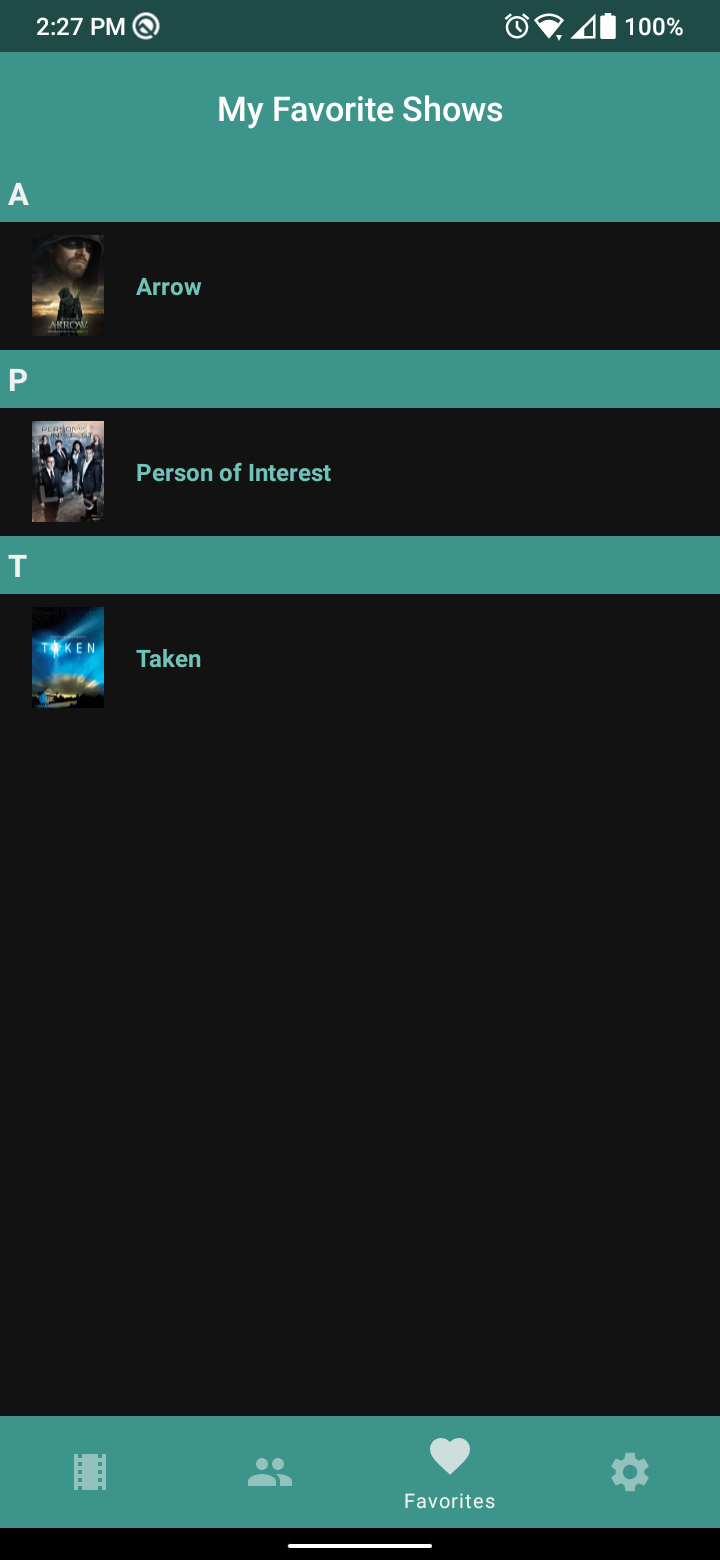 2:27 PM 100%
My Favorite Shows
A
ARROW
Arrow
P
PERSON OF
INTEREST
Person of Interest
T
TAKEN
Taken
Favorites